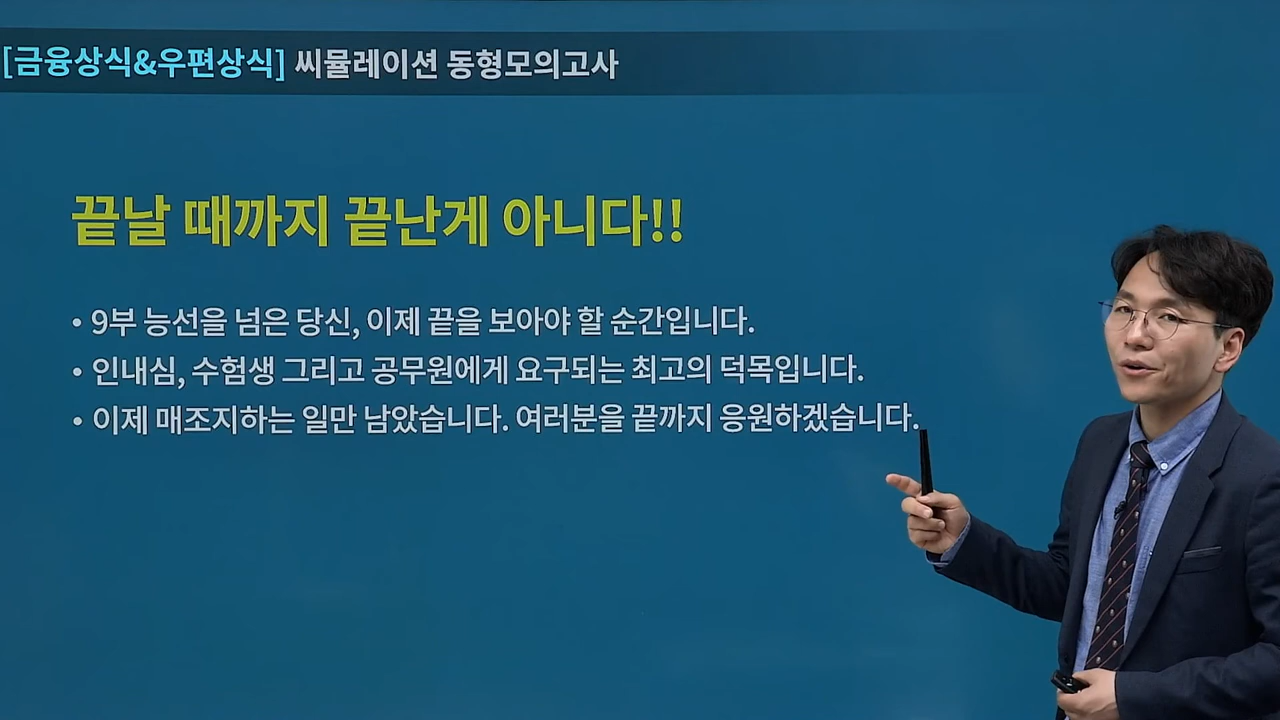 [금융상식&우편상식] 씨뮬레이션 동형모의고사
끝날 때까지 끝난게 아니다!!
• 9부 능선을 넘은 당신, 이제 끝을 보아야 할 순간입니다.
• 인내심, 수험생 그리고 공무원에게 요구되는 최고의 덕목입니다.
• 이제 매조지하는 일만 남았습니다. 여러분을 끝까지 응원하겠습니다.